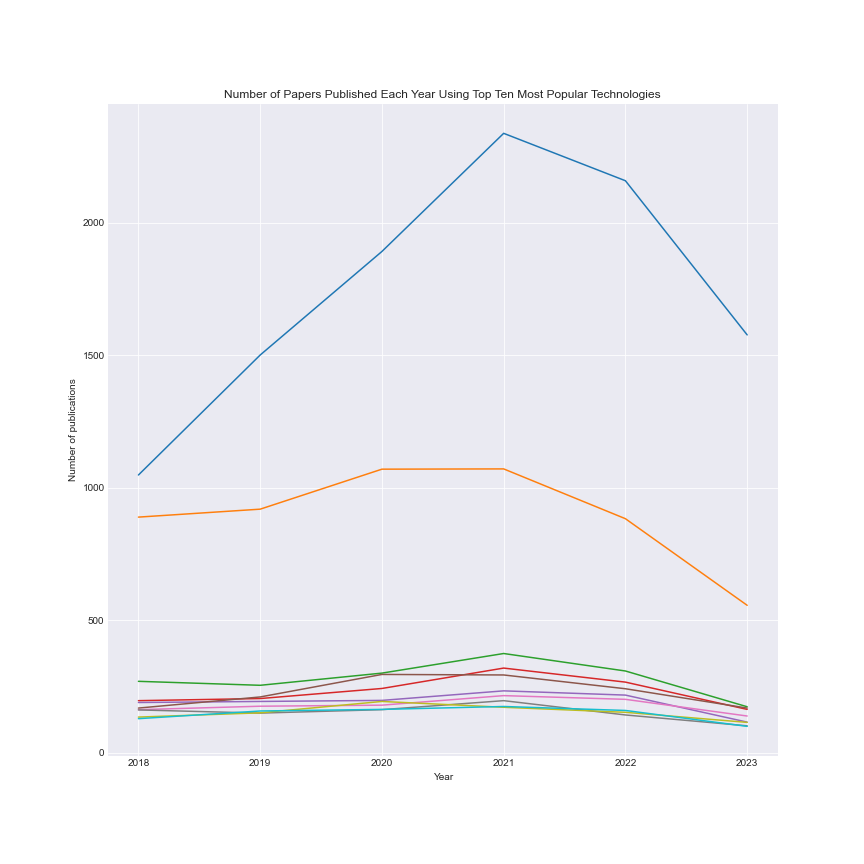 Number of Papers Published Each Year Using Top Ten Most Popular Technologies
2000
1500
1000
500
0
Number of publications
2018 2019 2020 2021 2022 2023
Year